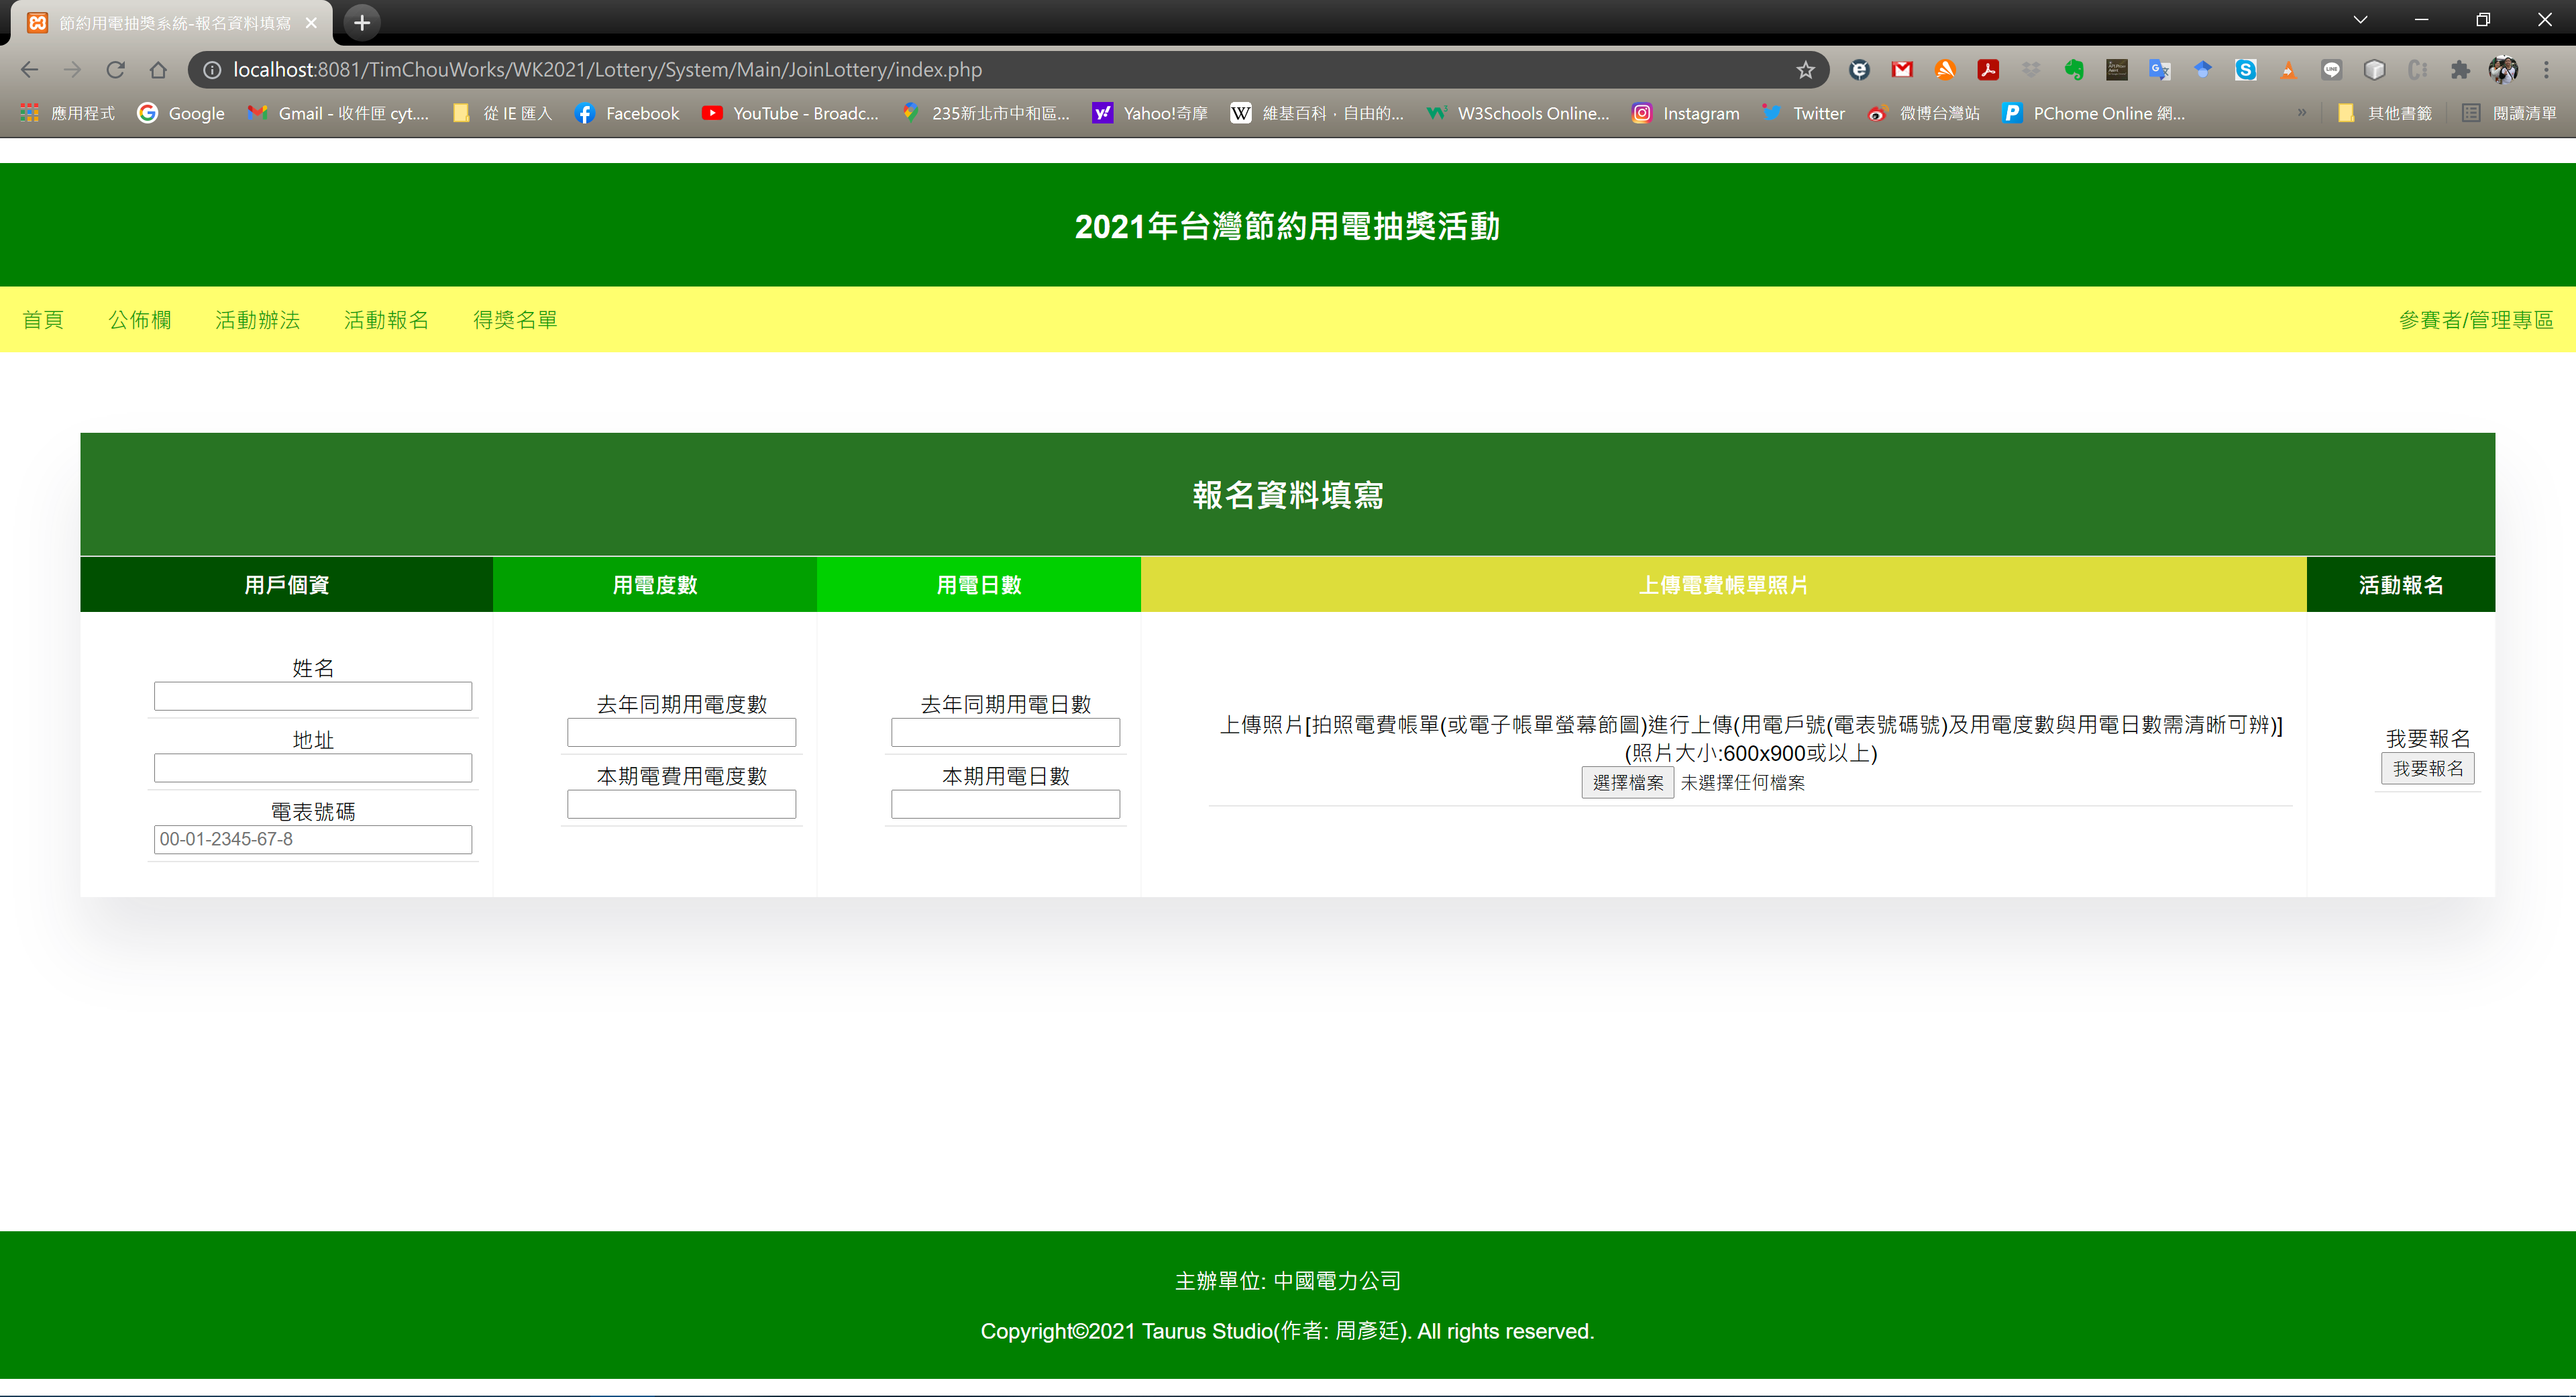 節約用電抽獎系統-報名資料填寫
localhost:8081/TimChouWorks/WK2021/Lottery/System/Main/JoinLottery/index.php
應用程式 Google Gmail - 收件匣 cyt.... 從 IE 匯入 Facebook YouTube - Broadc... 235新北市中和區... Yahoo!奇摩 維基百科，自由的... W3Schools Online... Instagram Twitter 微博台灣站 PChome Online 網... » 其他書籤 閱讀清單
2021年台灣節約用電抽獎活動
首頁 公佈欄 活動辦法 活動報名 得獎名單 參賽者/管理專區
報名資料填寫
用戶個資 用電度數 用電日數 上傳電費帳單照片 活動報名
姓名
地址
電表號碼
00-01-2345-67-8
去年同期用電度數
本期電費用電度數
去年同期用電日數
本期用電日數
上傳照片[拍照電費帳單(或電子帳單螢幕節圖)進行上傳(用電戶號(電表號碼號)及用電度數與用電日數需清晰可辨)]
(照片大小:600x900或以上)
選擇檔案 未選擇任何檔案
我要報名
我要報名
主辦單位: 中國電力公司
Copyright©2021 Taurus Studio(作者: 周彥廷). All rights reserved.